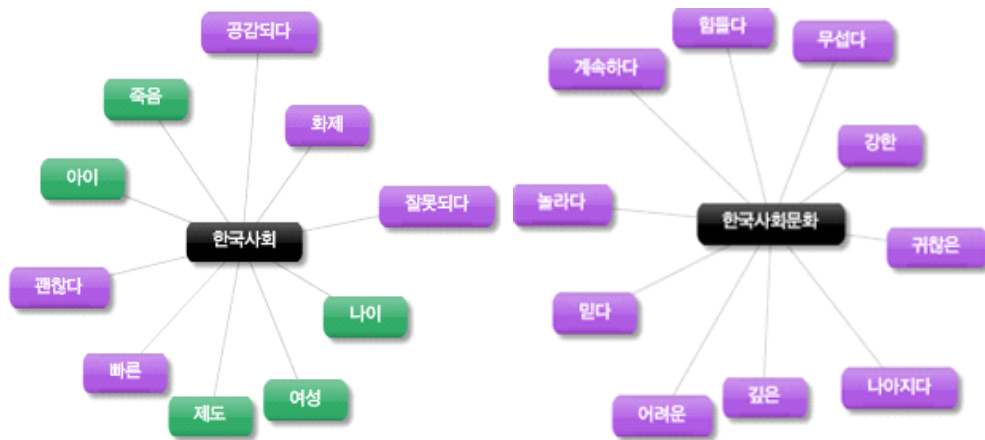 공감되다
죽음
화제
아이
잘못되다
한국사회
괜찮다
나이
빠른
여성
제도
힘들다
무섭다
계속하다
강한
놀라다
한국사회문화
귀찮은
믿다
나아지다
깊은
어려운